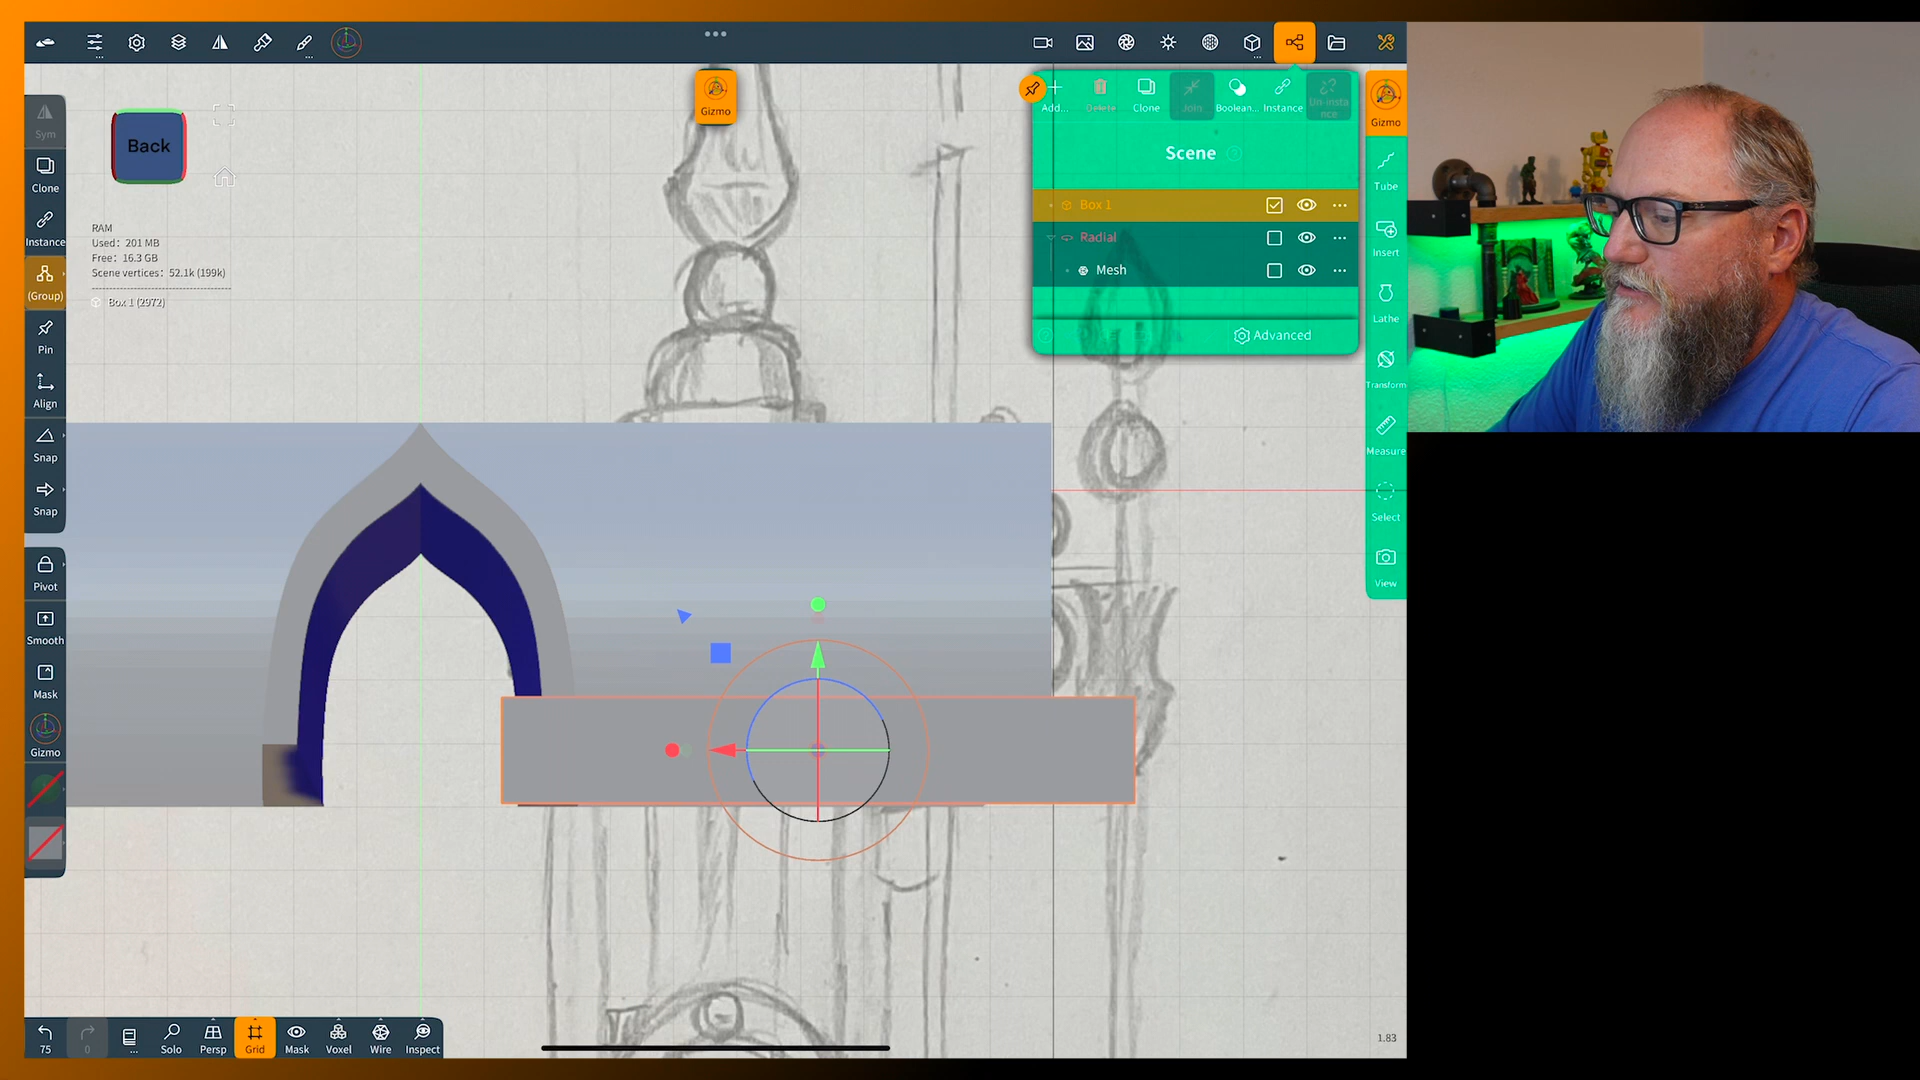 Gizmo
Add...
Delete
Clone
Join
Boolean...
Instance
Un-insta
nce
Gizmo
Sym
Back
Scene
Tube
Clone
Box 1
RAM
Used: 201 MB
Free: 16.3 GB
Scene vertices: 52.1k (199k)
Box 1 (2972)
Instance
Radial
Insert
Mesh
(Group)
Lathe
Advanced
Pin
Transform
Align
Snap
Measure
Snap
Select
Pivot
View
Smooth
Mask
Gizmo
75
0
...
Solo
Persp
Grid
Mask
Voxel
Wire
Inspect
1.83